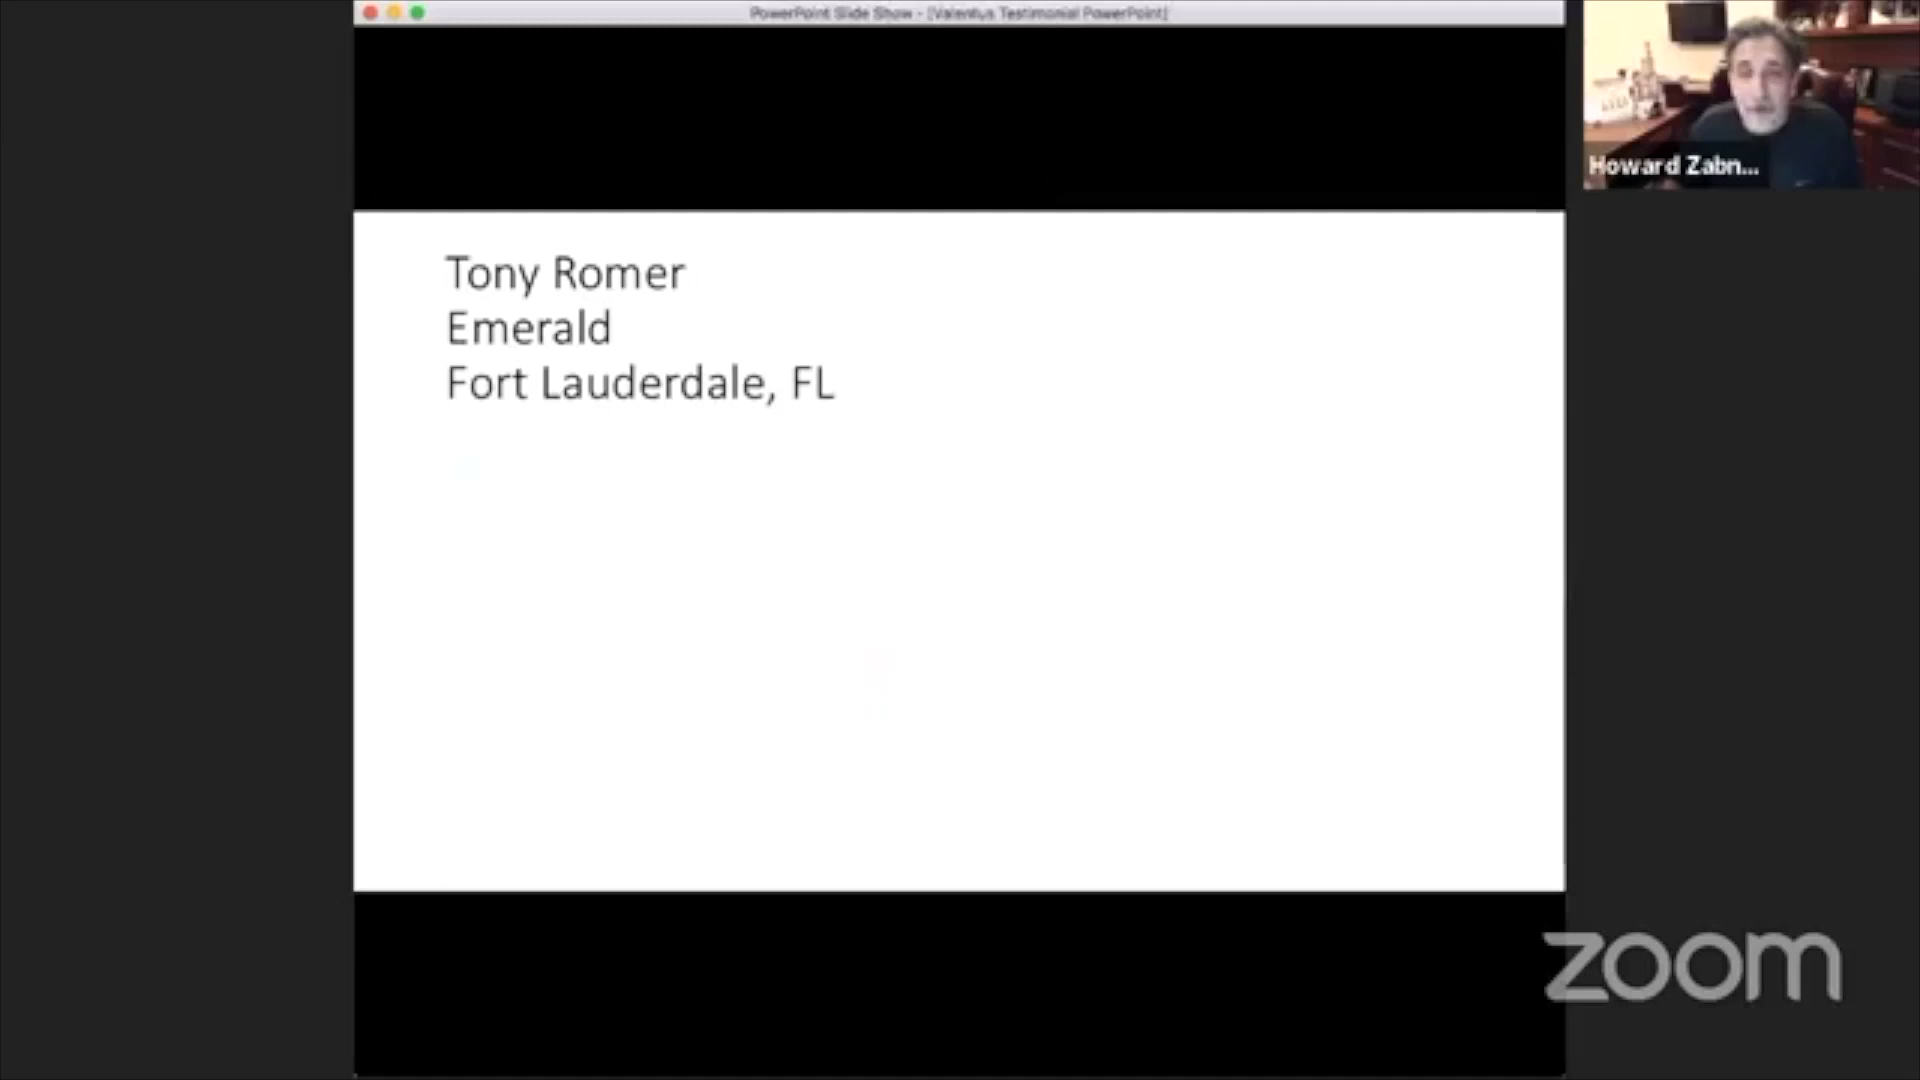 PowerPoint Slide Show - [Valentus Testimonial PowerPoint]
Howard Zabn...
Tony Romer
Emerald
Fort Lauderdale, FL
zoom